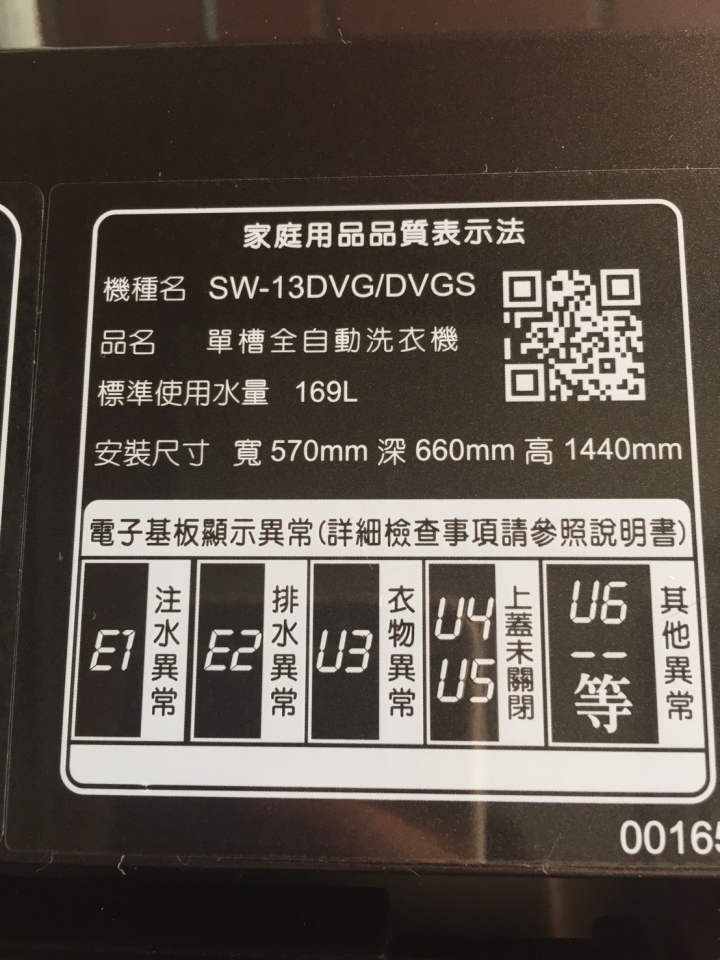 家庭用品品質表示法
機種名 SW-13DVG/DVGS
品名 單槽全自動洗衣機
標準使用水量 169L
安裝尺寸 寬 570mm 深 660mm 高 1440mm
電子基板顯示異常(詳細檢查事項請參照說明書)
E1 注水異常
E2 排水異常
U3 衣物異常
U4 U5 上蓋未關閉
U6 -- 等 其他異常
00165